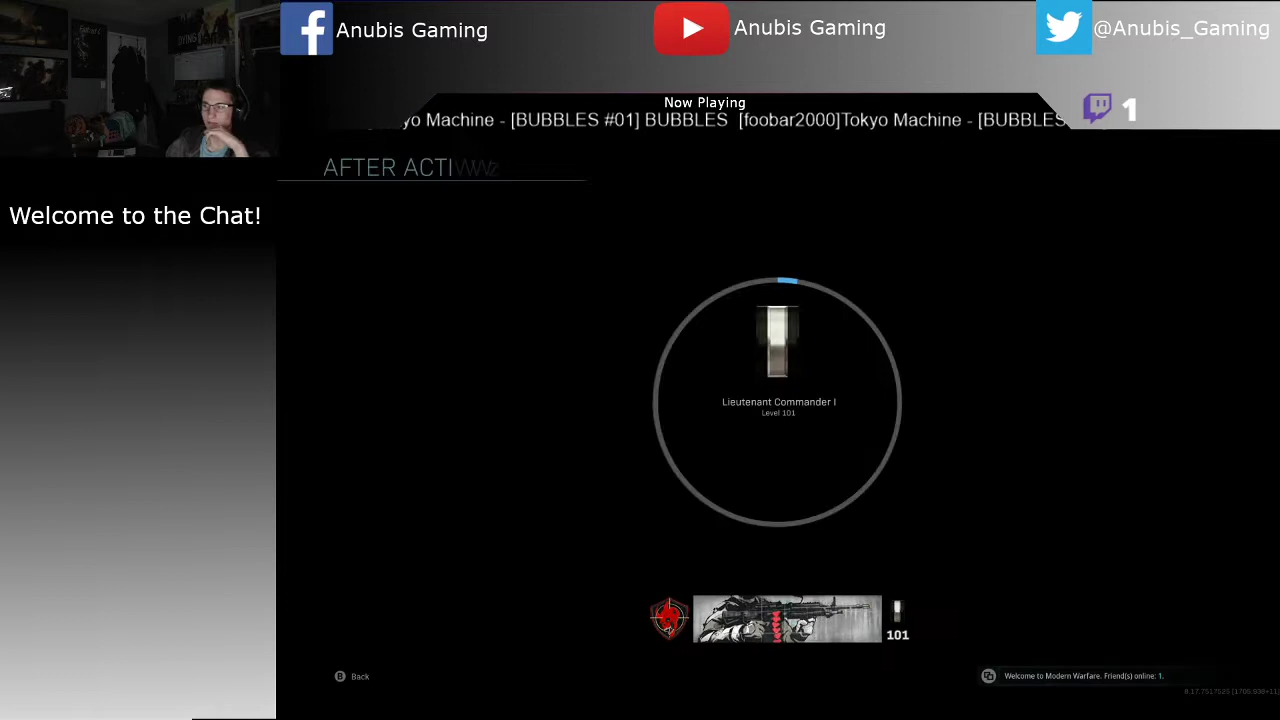 Anubis Gaming
Anubis Gaming
@Anubis_Gaming
Now Playing
yo Machine - [BUBBLES #01] BUBBLES [foobar2000]Tokyo Machine - [BUBBLES
1
AFTER ACTI
Welcome to the Chat!
Lieutenant Commander I
Level 101
101
B Back
Welcome to Modern Warfare. Friend(s) online: 1.